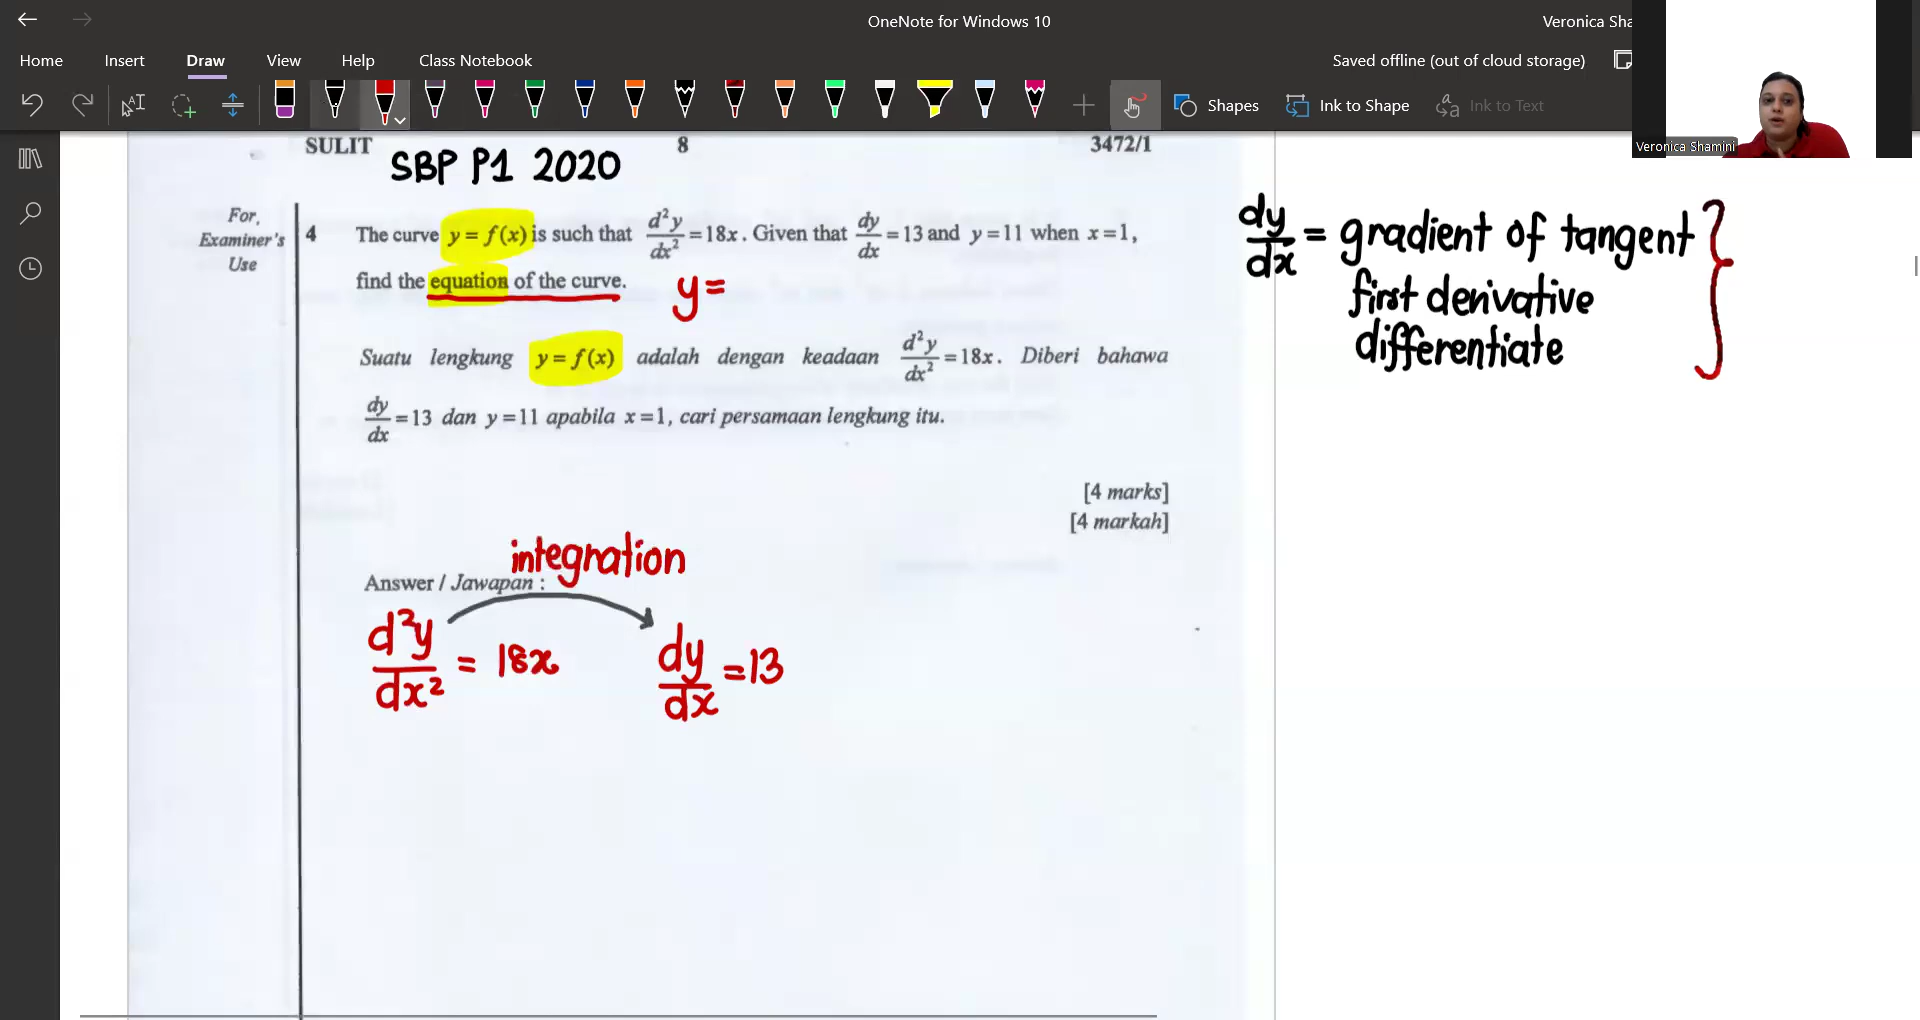 OneNote for Windows 10
Veronica Sha
Home Insert Draw View Help Class Notebook
Saved offline (out of cloud storage)
Shapes Ink to Shape Ink to Text
Veronica Shamini
SULIT 8 3472/1
SBP P1 2020
For, Examiner's Use
4 The curve y = f(x) is such that d²y/dx² = 18x. Given that dy/dx = 13 and y = 11 when x = 1,
find the equation of the curve.
y =
Suatu lengkung y = f(x) adalah dengan keadaan d²y/dx² = 18x. Diberi bahawa
dy/dx = 13 dan y = 11 apabila x = 1, cari persamaan lengkung itu.
[4 marks]
[4 markah]
integration
Answer / Jawapan :
d²y/dx² = 18x dy/dx = 13
dy/dx = gradient of tangent
first derivative
differentiate